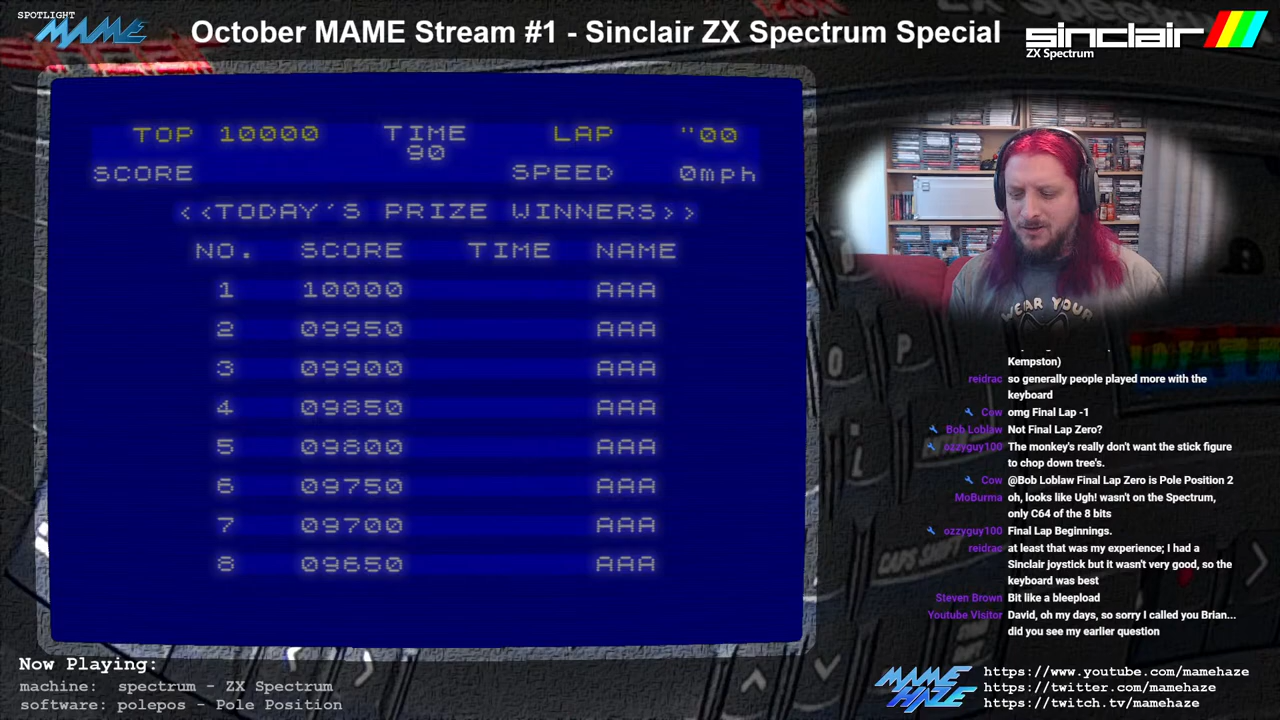 SPOTLIGHT
MAME
October MAME Stream #1 - Sinclair ZX Spectrum Special
sinclair
ZX Spectrum
TOP 10000 TIME LAP "00
90
SCORE SPEED 0mph
<<TODAY'S PRIZE WINNERS>>
NO. SCORE TIME NAME
1 10000 AAA
2 09950 AAA
3 09900 AAA
4 09850 AAA
5 09800 AAA
6 09750 AAA
7 09700 AAA
8 09650 AAA
WEAR YOUR
Kempston)
reidrac so generally people played more with the
keyboard
Cow omg Final Lap -1
Bob Loblaw Not Final Lap Zero?
ozzyguy100 The monkey's really don't want the stick figure
to chop down tree's.
Cow @Bob Loblaw Final Lap Zero is Pole Position 2
MoBurma oh, looks like Ugh! wasn't on the Spectrum,
only C64 of the 8 bits
ozzyguy100 Final Lap Beginnings.
reidrac at least that was my experience; I had a
Sinclair joystick but it wasn't very good, so the
keyboard was best
Steven Brown Bit like a bleepload
Youtube Visitor David, oh my days, so sorry I called you Brian...
did you see my earlier question
o
P
i
CAPS SHIFT
Now Playing:
machine: spectrum - ZX Spectrum
software: polepos - Pole Position
MAME
HAZE
https://www.youtube.com/mamehaze
https://twitter.com/mamehaze
https://twitch.tv/mamehaze